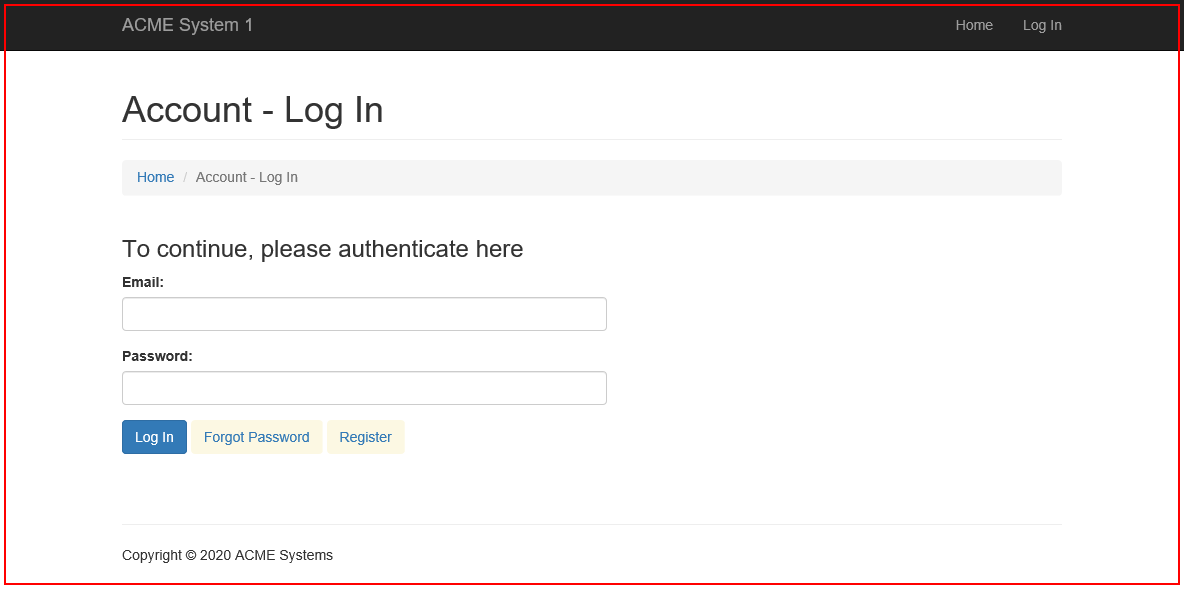 ACME System 1 Home Log In
Account - Log In
Home / Account - Log In
To continue, please authenticate here
Email:
Password:
Log In Forgot Password Register
Copyright © 2020 ACME Systems